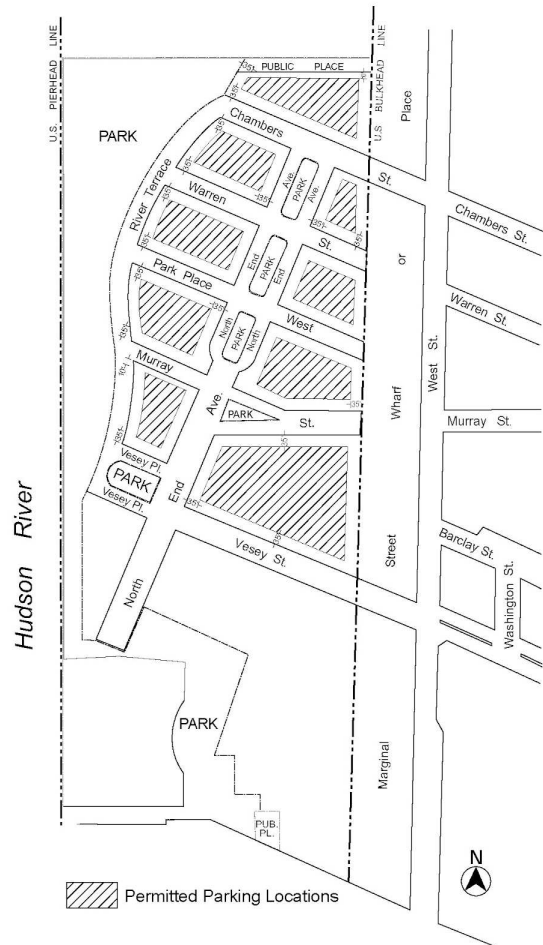 U.S. PIERHEAD LINE
U.S BULKHEAD LINE
PUBLIC PLACE
35'
PARK
Place
Chambers
St.
Chambers St.
River Terrace
Ave.
PARK
Ave.
Warren
St.
Warren St.
End
PARK
End
or
Park Place
West
West St.
North
PARK
North
Murray
St.
Murray St.
Ave.
PARK
Wharf
35'
Vesey Pl.
PARK
Vesey Pl.
End
35'
Vesey St.
Street
Barclay St.
Washington St.
Hudson River
North
PARK
Marginal
PUB.
PL.
N
Permitted Parking Locations